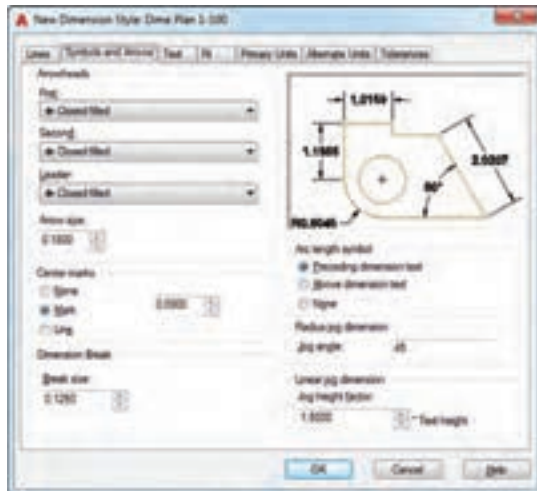 New Dimension Style: Dima Plan 1-100
Lines Symbols and Arrows Text Fit Primary Units Alternate Units Tolerances
Arrowheads
First:
Closed filled
Second:
Closed filled
Leader:
Closed filled
Arrow size:
0.1800
Center marks
None
Mark
0.0900
Line
Dimension Break
Break size:
0.1250
1.0159
1.1955
2.0207
60°
R0.8045
Arc length symbol
Preceding dimension text
Above dimension text
None
Radius jog dimension
Jog angle: 45
Linear jog dimension
Jog height factor:
1.5000 Text height
OK Cancel Help